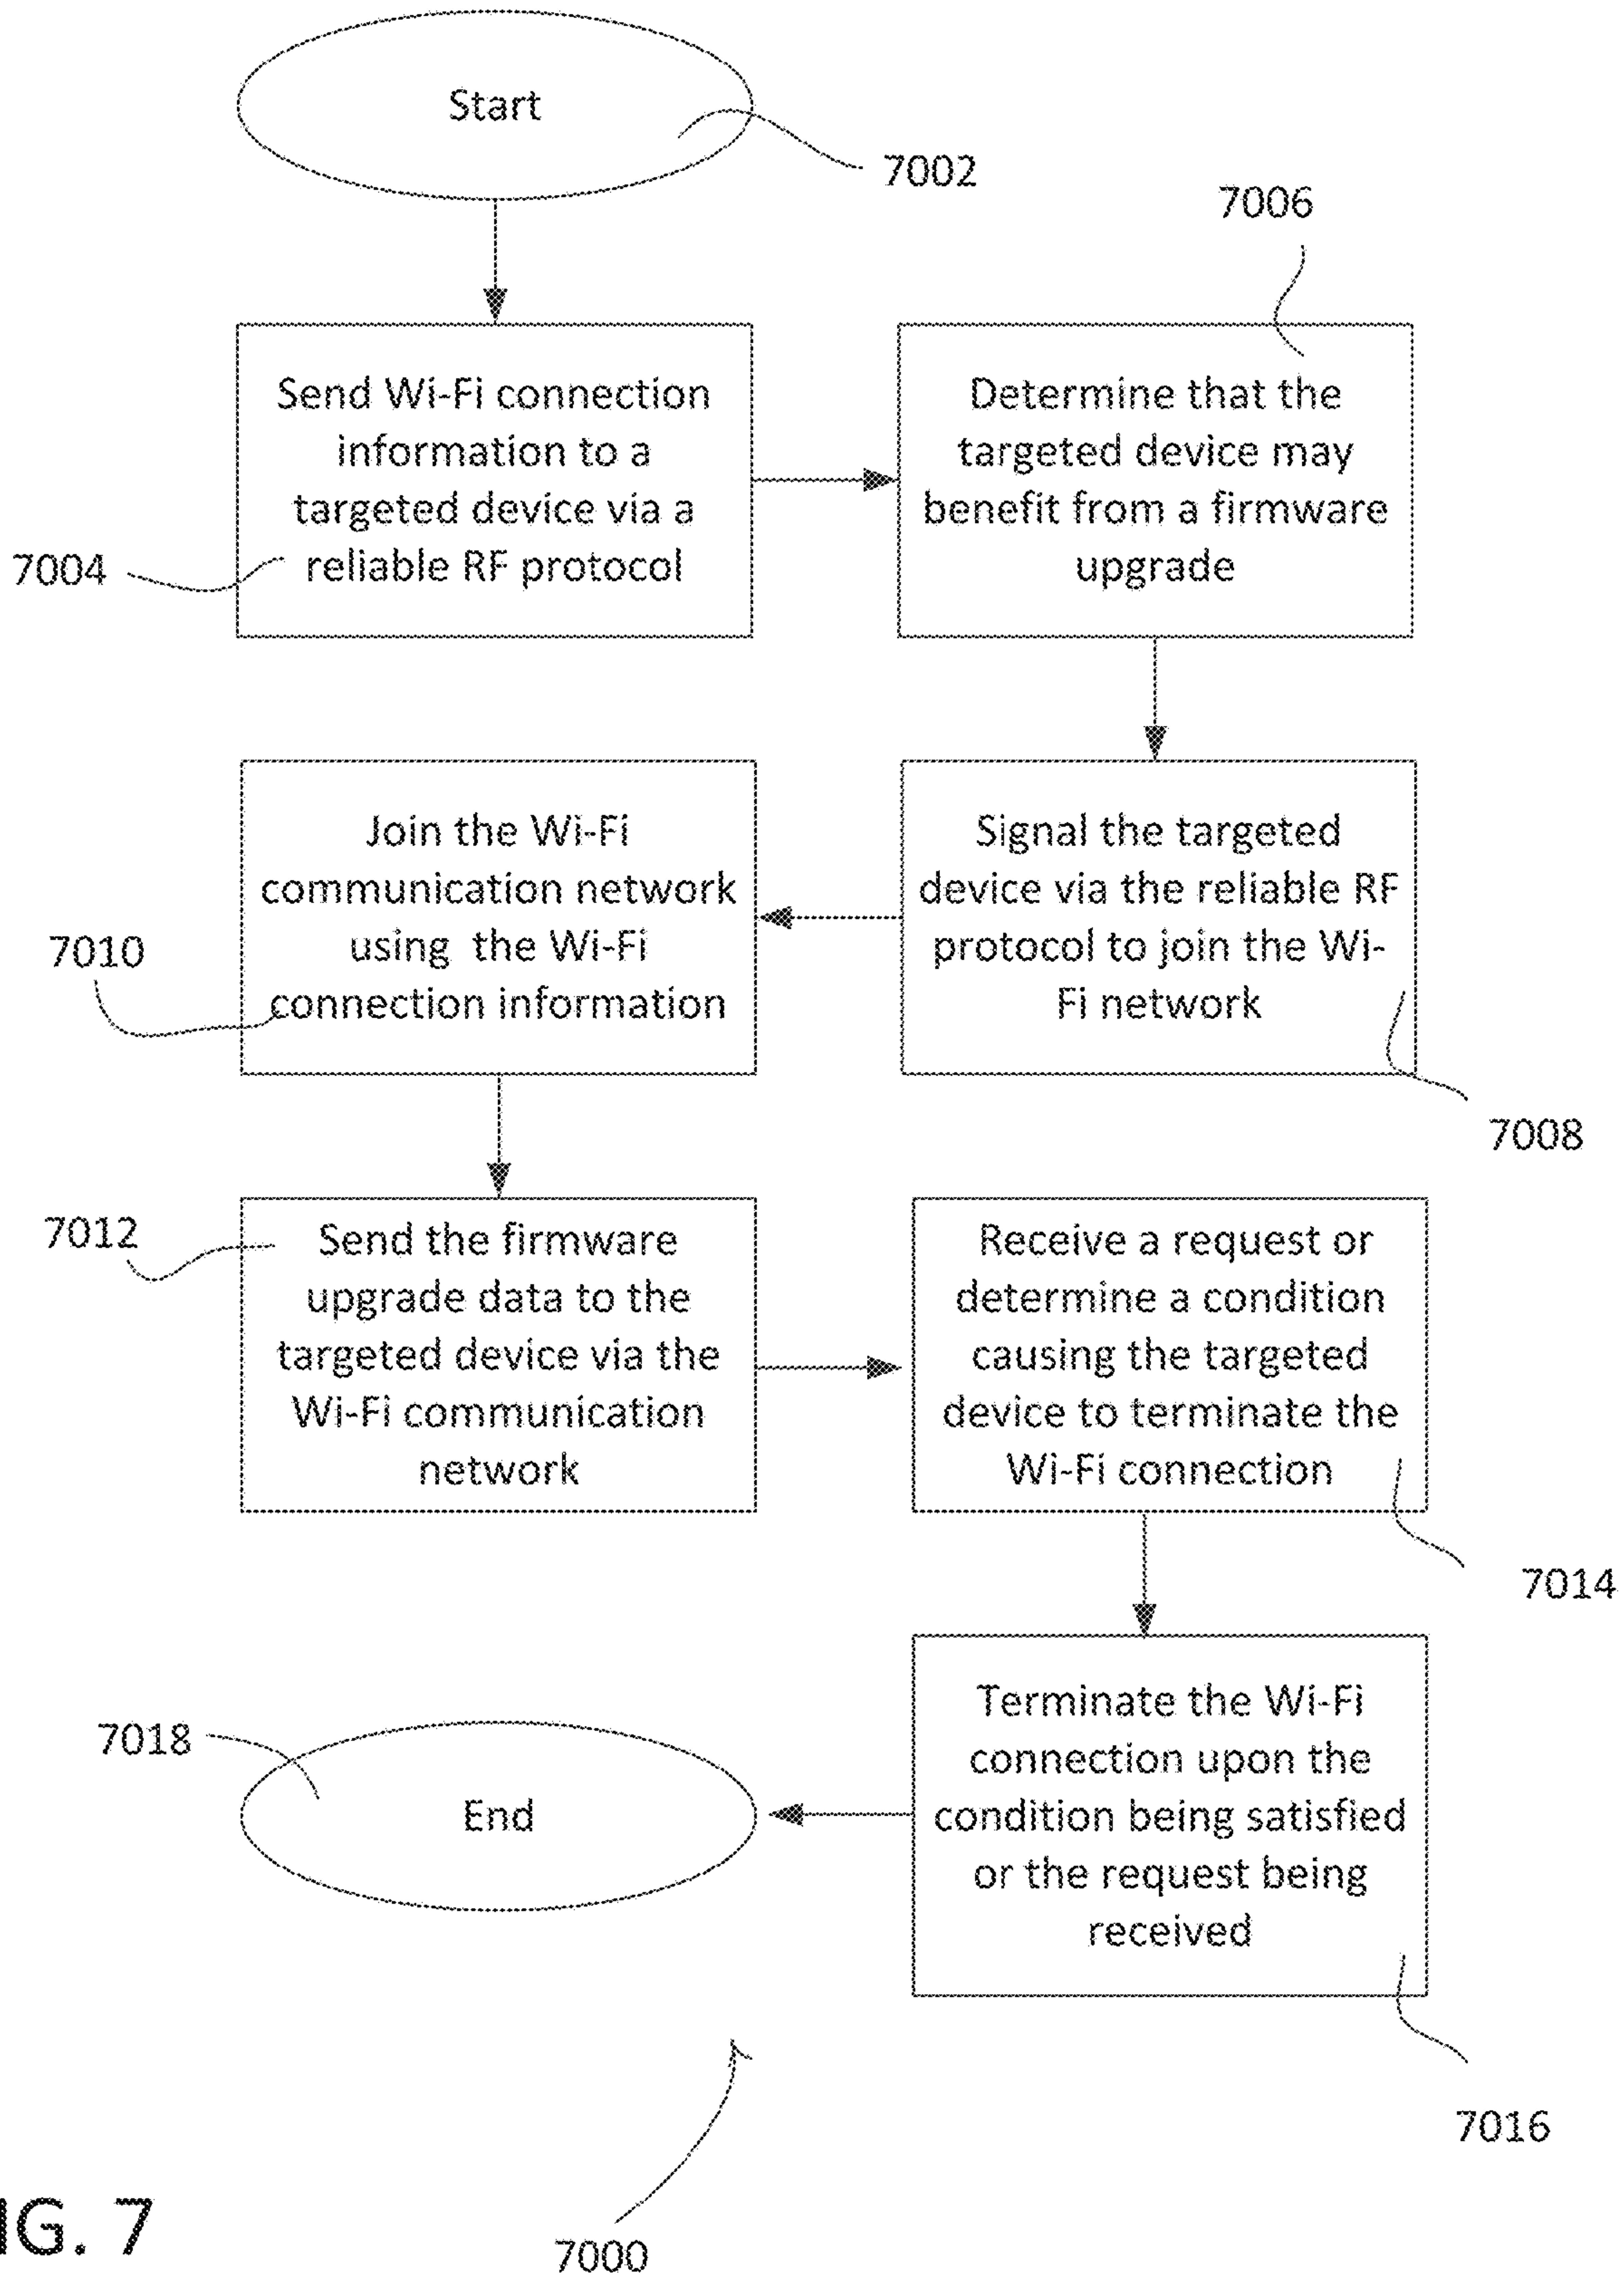 Start
7002
7006
Send Wi-Fi connection
information to a
targeted device via a
reliable RF protocol
7004
Determine that the
targeted device may
benefit from a firmware
upgrade
Signal the targeted
device via the reliable RF
protocol to join the Wi-
Fi network
7008
Join the Wi-Fi
communication network
using the Wi-Fi
connection information
7010
7012
Send the firmware
upgrade data to the
targeted device via the
Wi-Fi communication
network
Receive a request or
determine a condition
causing the targeted
device to terminate the
Wi-Fi connection
7014
Terminate the Wi-Fi
connection upon the
condition being satisfied
or the request being
received
7016
7018
End
7000
IG. 7